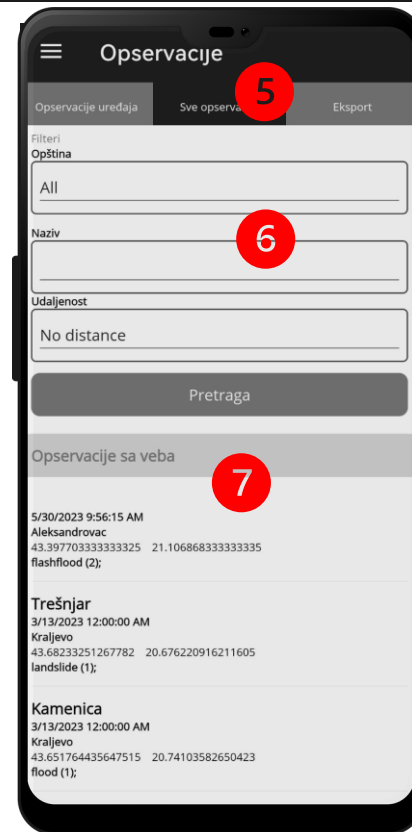 Opservacije
Opservacije uređaja
Sve opserva
5
Eksport
Filteri
Opština
All
Naziv
6
Udaljenost
No distance
Pretraga
Opservacije sa veba
7
5/30/2023 9:56:15 AM
Aleksandrovac
43.397703333333325 21.106868333333335
flashflood (2);
Trešnjar
3/13/2023 12:00:00 AM
Kraljevo
43.68233251267782 20.676220916211605
landslide (1);
Kamenica
3/13/2023 12:00:00 AM
Kraljevo
43.651764435647515 20.74103582650423
flood (1);